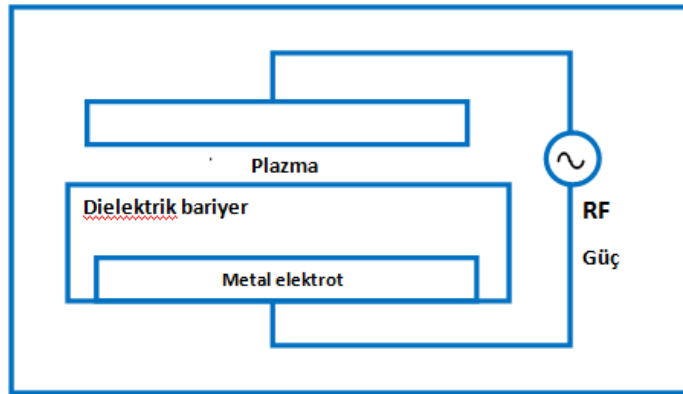 Plazma
Dielektrik bariyer
Metal elektrot
RF
Güç